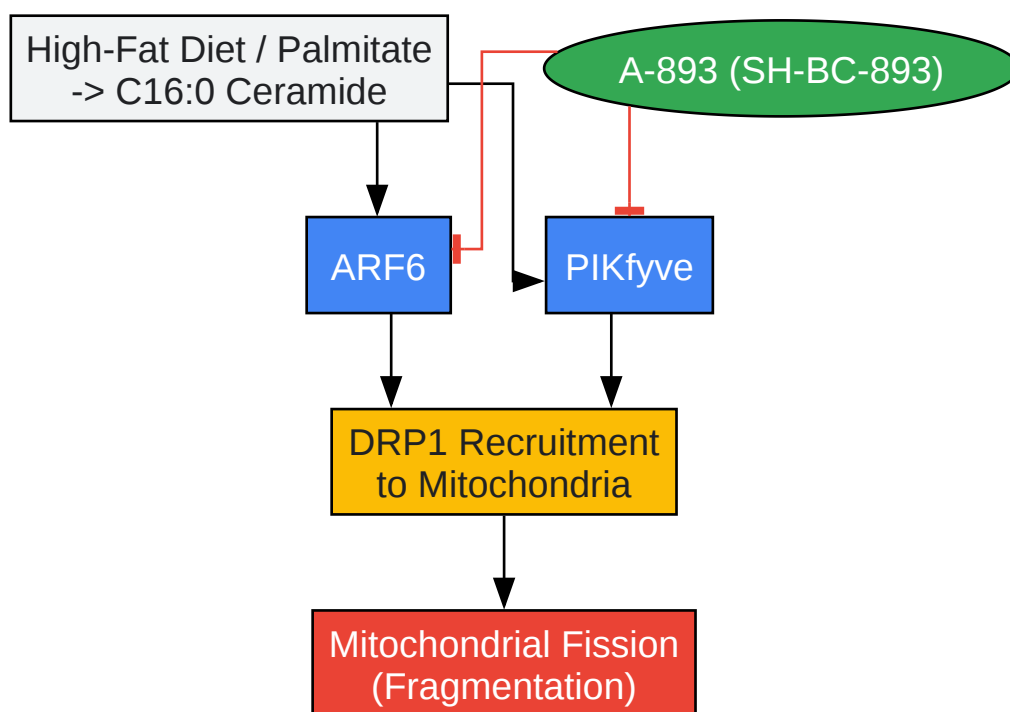 High-Fat Diet / Palmitate
-> C16:0 Ceramide
A-893 (SH-BC-893)
ARF6
PIKfyve
DRP1 Recruitment
to Mitochondria
Mitochondrial Fission
(Fragmentation)